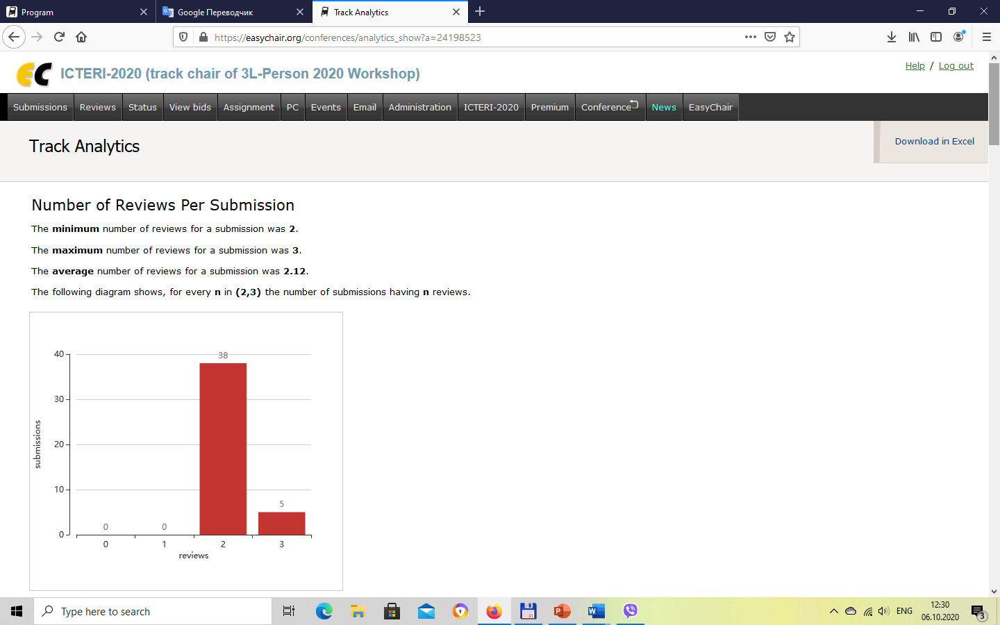 Program
Google Переводчик
Track Analytics
https://easychair.org/conferences/analytics_show?a=24198523
EC
ICTERI-2020 (track chair of 3L-Person 2020 Workshop)
Help / Log out
Submissions Reviews Status View bids Assignment PC Events Email Administration ICTERI-2020 Premium Conference News EasyChair
Track Analytics
Download in Excel
Number of Reviews Per Submission
The minimum number of reviews for a submission was 2.
The maximum number of reviews for a submission was 3.
The average number of reviews for a submission was 2.12.
The following diagram shows, for every n in (2,3) the number of submissions having n reviews.
40
38
30
submissions
20
10
5
0 0
0
0 1 2 3
reviews
Type here to search
ENG
12:30
06.10.2020
3